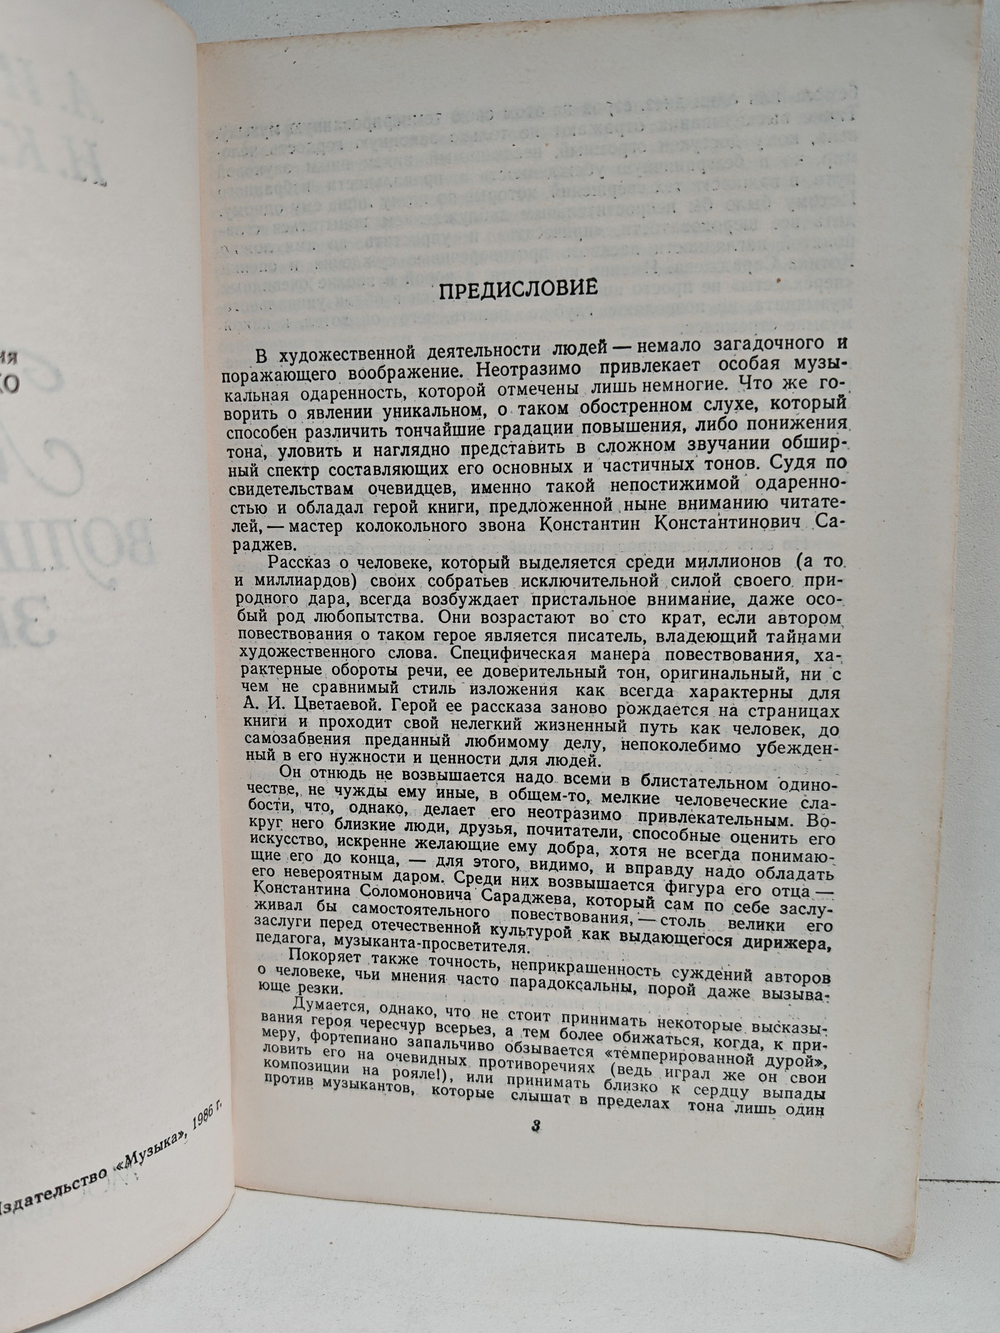 ия
ко
Издательство «Музыка», 1986 г.
ПРЕДИСЛОВИЕ
В художественной деятельности людей — немало загадочного и
поражающего воображение. Неотразимо привлекает особая музы-
кальная одаренность, которой отмечены лишь немногие. Что же го-
ворить о явлении уникальном, о таком обостренном слухе, который
способен различить тончайшие градации повышения, либо понижения
тона, уловить и наглядно представить в сложном звучании обшир-
ный спектр составляющих его основных и частичных тонов. Судя по
свидетельствам очевидцев, именно такой непостижимой одаренно-
стью и обладал герой книги, предложенной ныне вниманию читате-
лей, — мастер колокольного звона Константин Константинович Са-
раджев.
Рассказ о человеке, который выделяется среди миллионов (а то
и миллиардов) своих собратьев исключительной силой своего при-
родного дара, всегда возбуждает пристальное внимание, даже осо-
бый род любопытства. Они возрастают во сто крат, если автором
повествования о таком герое является писатель, владеющий тайнами
художественного слова. Специфическая манера повествования, ха-
рактерные обороты речи, ее доверительный тон, оригинальный, ни с
чем не сравнимый стиль изложения как всегда характерны для
А. И. Цветаевой. Герой ее рассказа заново рождается на страницах
книги и проходит свой нелегкий жизненный путь как человек, до
самозабвения преданный любимому делу, непоколебимо убежден-
ный в его нужности и ценности для людей.
Он отнюдь не возвышается надо всеми в блистательном одино-
честве, не чужды ему иные, в общем-то, мелкие человеческие сла-
бости, что, однако, делает его неотразимо привлекательным. Во-
круг него близкие люди, друзья, почитатели, способные оценить его
искусство, искренне желающие ему добра, хотя не всегда понимаю-
щие его до конца, — для этого, видимо, и вправду надо обладать
его невероятным даром. Среди них возвышается фигура его отца —
Константина Соломоновича Сараджева, который сам по себе заслу-
живал бы самостоятельного повествования, — столь велики его
заслуги перед отечественной культурой как выдающегося дирижера,
педагога, музыканта-просветителя.
Покоряет также точность, неприкрашенность суждений авторов
о человеке, чьи мнения часто парадоксальны, порой даже вызыва-
юще резки.
Думается, однако, что не стоит принимать некоторые высказы-
вания героя чересчур всерьез, а тем более обижаться, когда, к при-
меру, фортепиано запальчиво обзывается «темперированной дурой»,
ловить его на очевидных противоречиях (ведь играл же он свои
композиции на рояле!), или принимать близко к сердцу выпады
против музыкантов, которые слышат в пределах тона лишь один
3